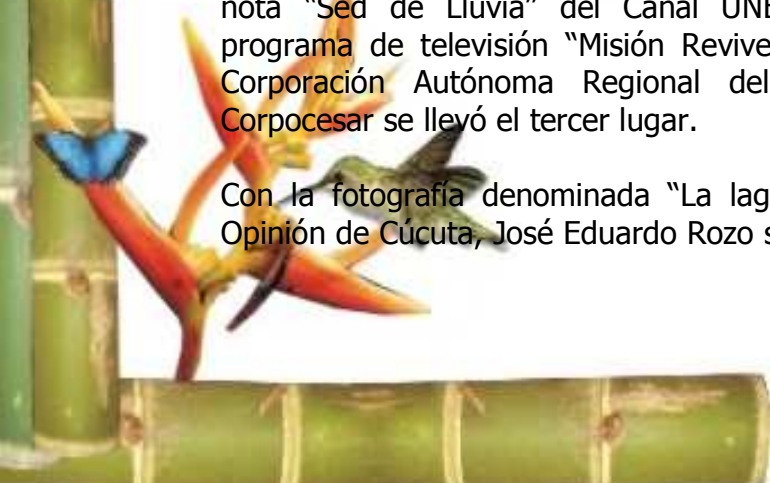 nota “Sed de Lluvia” del Canal UNE
programa de televisión “Misión Revive
Corporación Autónoma Regional del
Corpocesar se llevó el tercer lugar.
Con la fotografía denominada “La lag
Opinión de Cúcuta, José Eduardo Rozo s